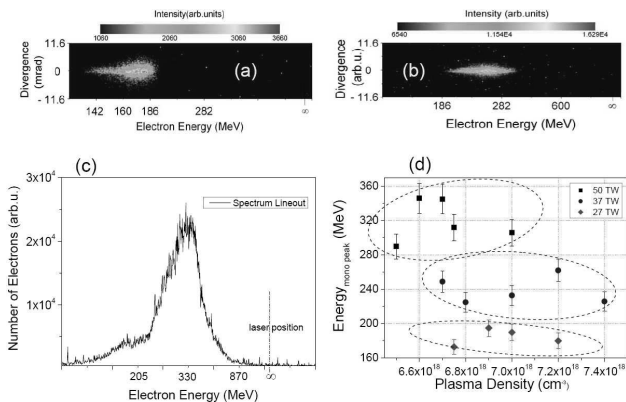 Intensity(arb.units)
1080 2060 3060 3660
Divergence (mrad)
11.6
0
- 11.6
(a)
142 160 186 282 ∞
Electron Energy (MeV)
Intensity (arb.units)
6540 1.154E4 1.629E4
Divergence (arb.u.)
11.6
0
- 11.6
(b)
186 282 600 ∞
Electron Energy (MeV)
(c)
Number of Electrons (arb.u.)
3x10⁴
2x10⁴
1x10⁴
Spectrum Lineout
laser position
205 330 870 ∞
Electron Energy (MeV)
(d)
Energy mono peak (MeV)
360
320
280
240
200
160
50 TW
37 TW
27 TW
6.6x10¹⁸ 6.8x10¹⁸ 7.0x10¹⁸ 7.2x10¹⁸ 7.4x10¹⁸
Plasma Density (cm⁻³)